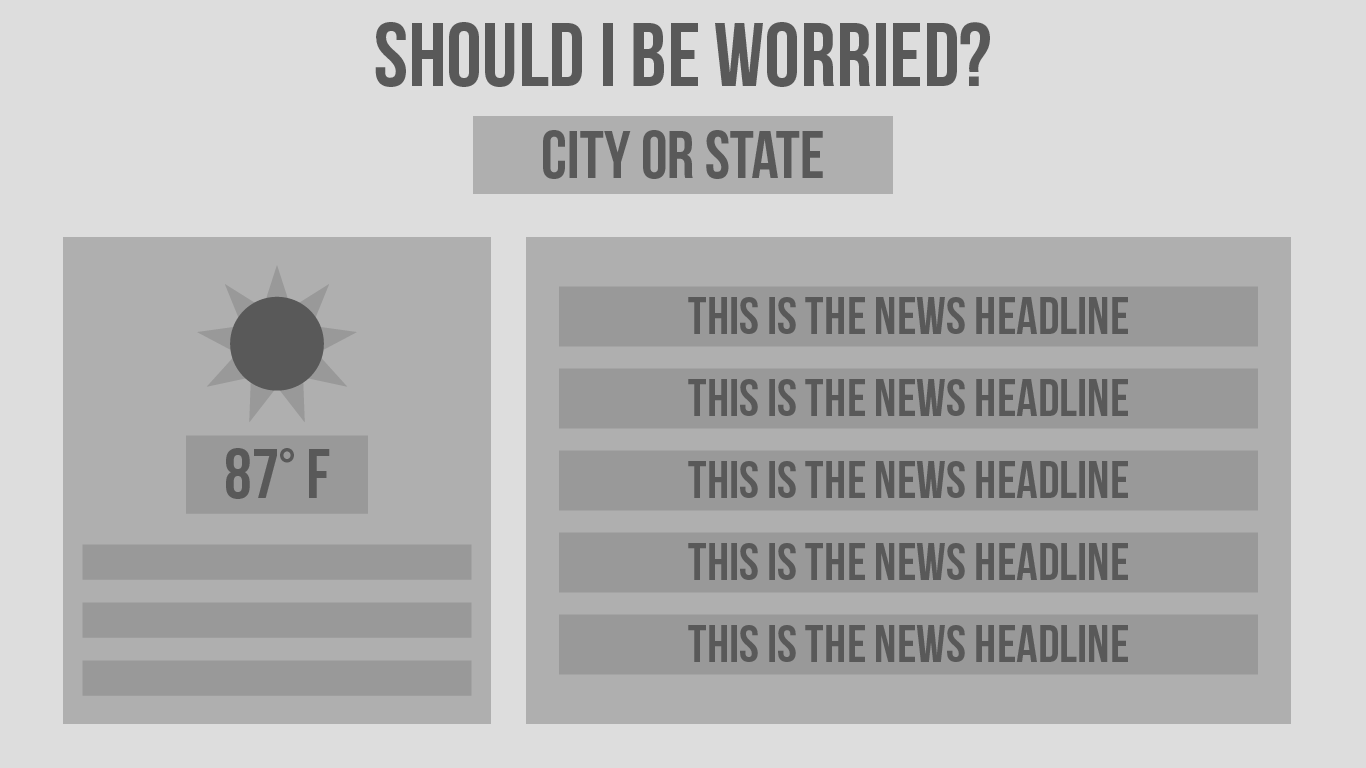 SHOULD I BE WORRIED?
CITY OR STATE
87° F
THIS IS THE NEWS HEADLINE
THIS IS THE NEWS HEADLINE
THIS IS THE NEWS HEADLINE
THIS IS THE NEWS HEADLINE
THIS IS THE NEWS HEADLINE